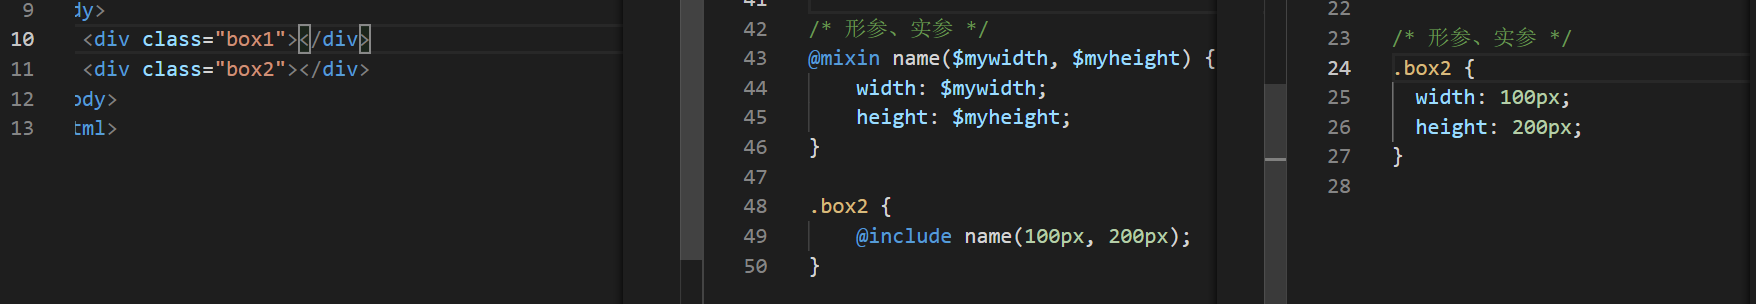 9 dy>
10 <div class="box1"></div>
11 <div class="box2"></div>
12 ody>
13 tml>
41
42 /* 形参、实参 */
43 @mixin name($mywidth, $myheight) {
44 width: $mywidth;
45 height: $myheight;
46 }
47
48 .box2 {
49 @include name(100px, 200px);
50 }
22
23 /* 形参、实参 */
24 .box2 {
25 width: 100px;
26 height: 200px;
27 }
28